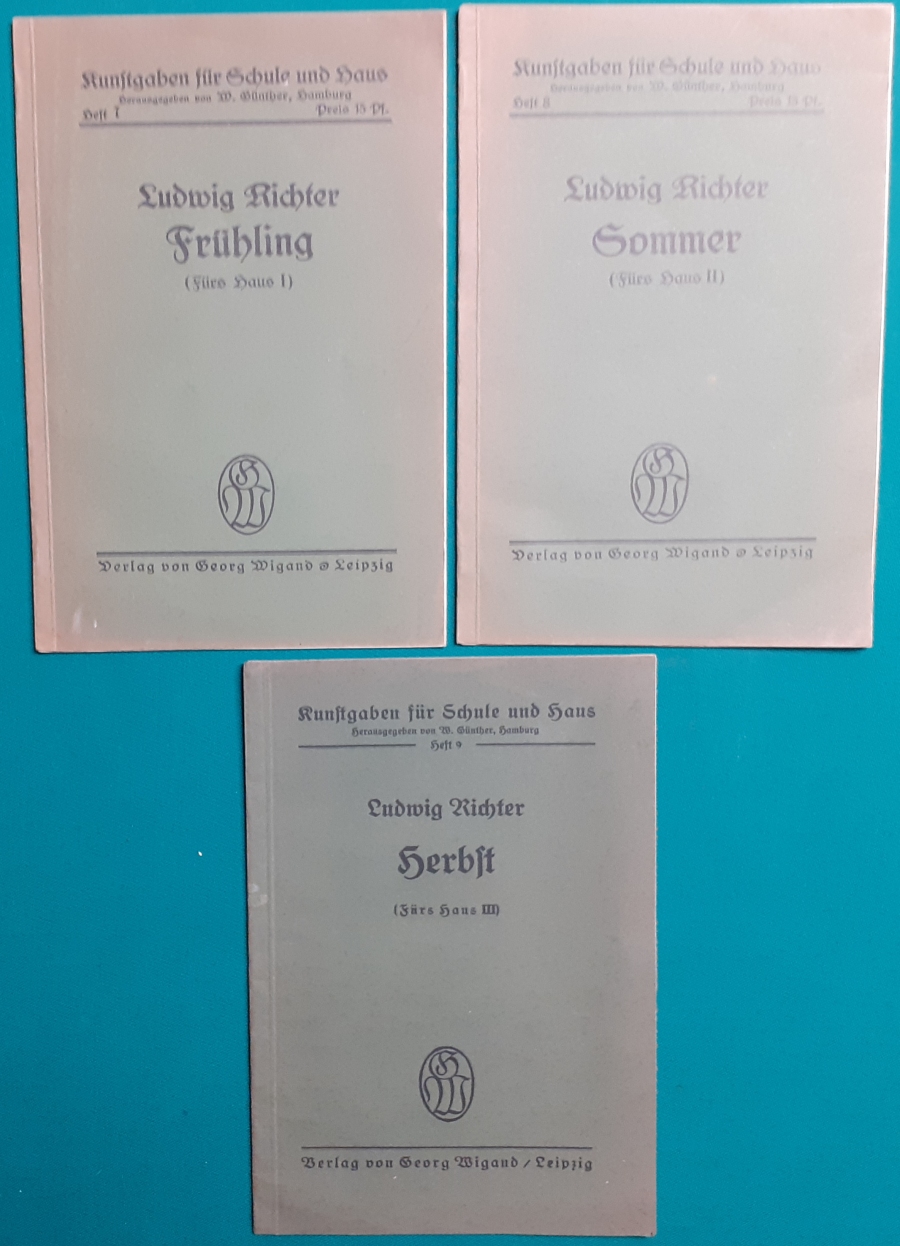 Kunſtgaben für Schule und Haus
Herausgegeben von W. Günther, Hamburg
Heft 7 Preis 15 Pf.
Ludwig Richter
Frühling
(Fürs Haus I)
GW
Verlag von Georg Wigand Leipzig
Kunſtgaben für Schule und Haus
Herausgegeben von W. Günther, Hamburg
Heft 8 Preis 15 Pf.
Ludwig Richter
Sommer
(Fürs Haus II)
GW
Verlag von Georg Wigand Leipzig
Kunſtgaben für Schule und Haus
Herausgegeben von W. Günther, Hamburg
Heft 9
Ludwig Richter
Herbſt
(Fürs Haus III)
GW
Verlag von Georg Wigand / Leipzig